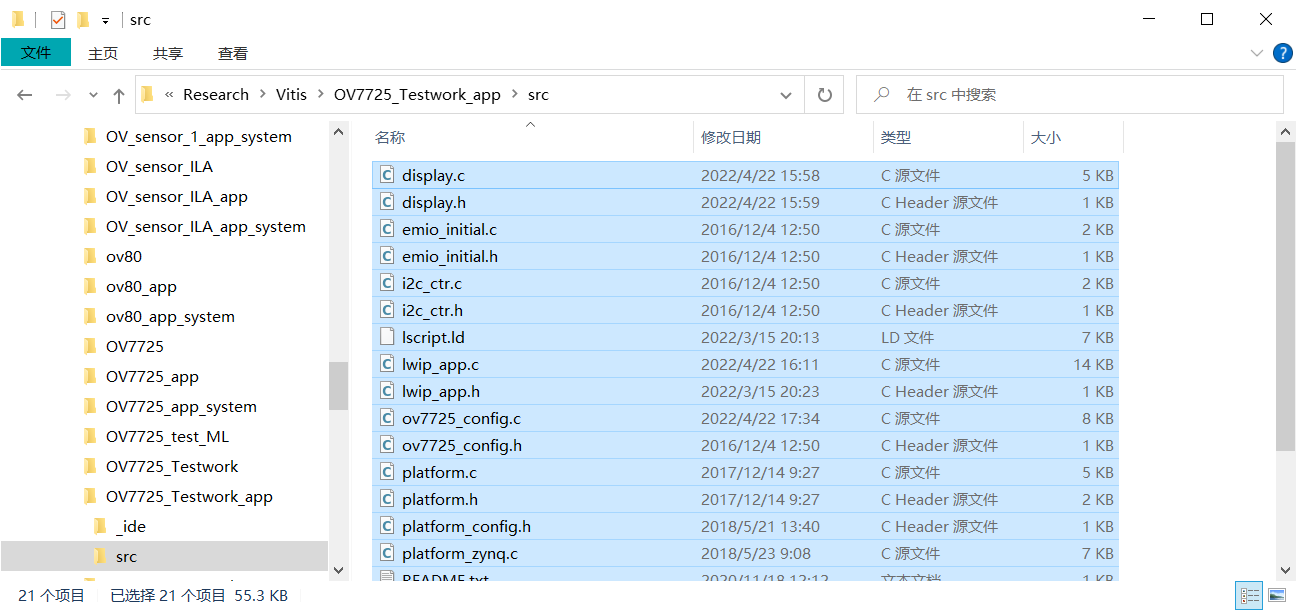 src
文件 主页 共享 查看
« Research > Vitis > OV7725_Testwork_app > src 在 src 中搜索
OV_sensor_1_app_system
OV_sensor_ILA
OV_sensor_ILA_app
OV_sensor_ILA_app_system
ov80
ov80_app
ov80_app_system
OV7725
OV7725_app
OV7725_app_system
OV7725_test_ML
OV7725_Testwork
OV7725_Testwork_app
_ide
src
名称 修改日期 类型 大小
display.c 2022/4/22 15:58 C 源文件 5 KB
display.h 2022/4/22 15:59 C Header 源文件 1 KB
emio_initial.c 2016/12/4 12:50 C 源文件 2 KB
emio_initial.h 2016/12/4 12:50 C Header 源文件 1 KB
i2c_ctr.c 2016/12/4 12:50 C 源文件 2 KB
i2c_ctr.h 2016/12/4 12:50 C Header 源文件 1 KB
lscript.ld 2022/3/15 20:13 LD 文件 7 KB
lwip_app.c 2022/4/22 16:11 C 源文件 14 KB
lwip_app.h 2022/3/15 20:23 C Header 源文件 1 KB
ov7725_config.c 2022/4/22 17:34 C 源文件 8 KB
ov7725_config.h 2016/12/4 12:50 C Header 源文件 1 KB
platform.c 2017/12/14 9:27 C 源文件 5 KB
platform.h 2017/12/14 9:27 C Header 源文件 2 KB
platform_config.h 2018/5/21 13:40 C Header 源文件 1 KB
platform_zynq.c 2018/5/23 9:08 C 源文件 7 KB
README.txt 2020/11/18 12:12 文本文档 1 KB
21 个项目 已选择 21 个项目 55.3 KB